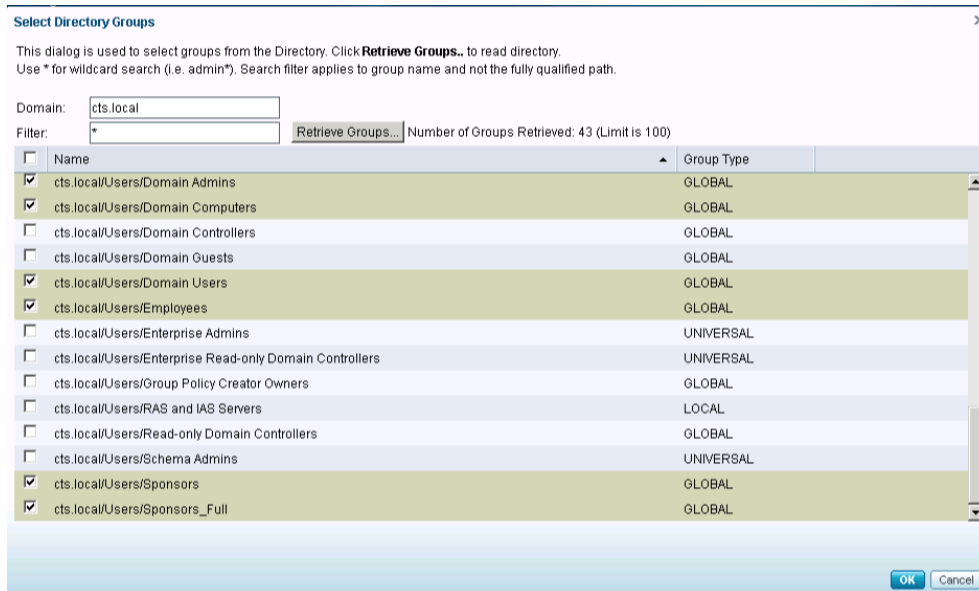 Select Directory Groups
This dialog is used to select groups from the Directory. Click Retrieve Groups.. to read directory.
Use * for wildcard search (i.e. admin*). Search filter applies to group name and not the fully qualified path.
Domain: cts.local
Filter: * Retrieve Groups... Number of Groups Retrieved: 43 (Limit is 100)
Name Group Type
cts.local/Users/Domain Admins GLOBAL
cts.local/Users/Domain Computers GLOBAL
cts.local/Users/Domain Controllers GLOBAL
cts.local/Users/Domain Guests GLOBAL
cts.local/Users/Domain Users GLOBAL
cts.local/Users/Employees GLOBAL
cts.local/Users/Enterprise Admins UNIVERSAL
cts.local/Users/Enterprise Read-only Domain Controllers UNIVERSAL
cts.local/Users/Group Policy Creator Owners GLOBAL
cts.local/Users/RAS and IAS Servers LOCAL
cts.local/Users/Read-only Domain Controllers GLOBAL
cts.local/Users/Schema Admins UNIVERSAL
cts.local/Users/Sponsors GLOBAL
cts.local/Users/Sponsors_Full GLOBAL
OK Cancel